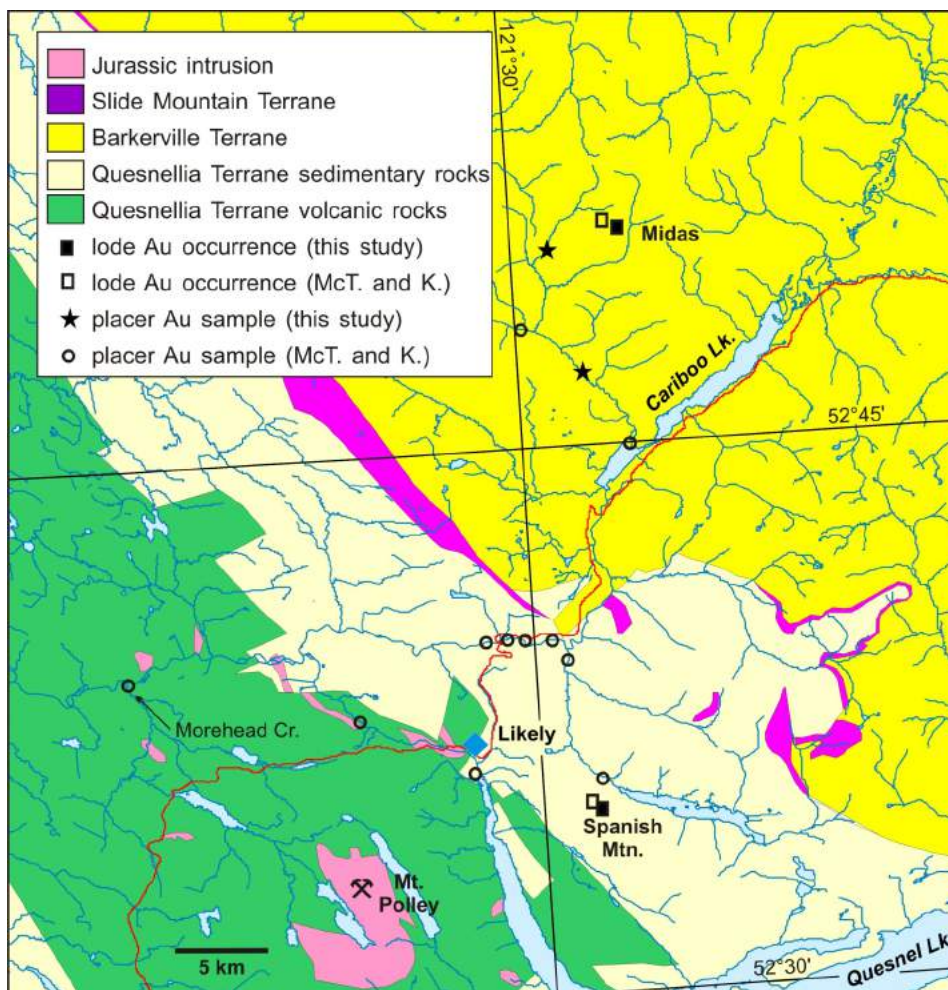 Jurassic intrusion
Slide Mountain Terrane
Barkerville Terrane
Quesnellia Terrane sedimentary rocks
Quesnellia Terrane volcanic rocks
lode Au occurrence (this study)
lode Au occurrence (McT. and K.)
placer Au sample (this study)
placer Au sample (McT. and K.)
121°30'
Midas
Cariboo Lk.
52°45'
Morehead Cr.
Likely
Spanish
Mtn.
Mt.
Polley
5 km
52°30'
Quesnel Lk.